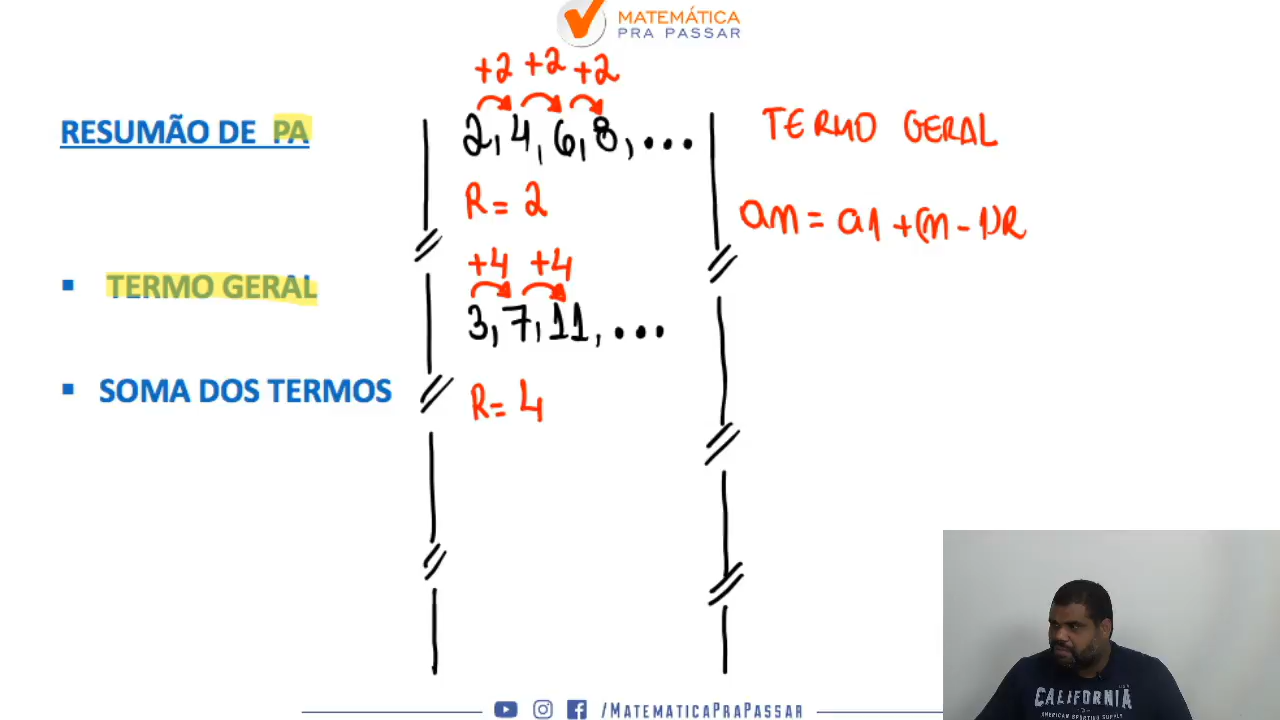 MATEMÁTICA
PRA PASSAR
RESUMÃO DE PA
TERMO GERAL
SOMA DOS TERMOS
+2 +2 +2
2, 4, 6, 8, ...
R = 2
+4 +4
3, 7, 11, ...
R = 4
TERMO GERAL
an = a1 + (n - 1)R
CALIFORNIA
/MATEMATICAPRAPASSAR